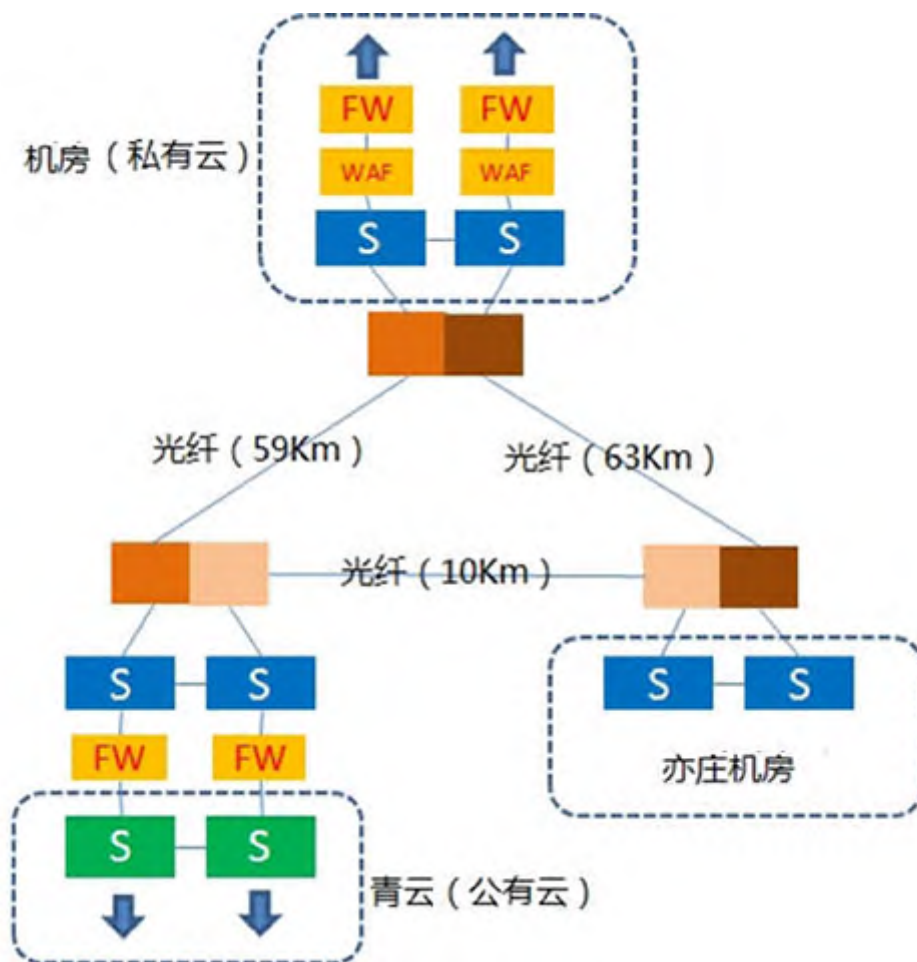 FW FW
机房（私有云）
WAF WAF
S S
光纤（59Km） 光纤（63Km）
光纤（10Km）
S S S S
FW FW
亦庄机房
S S
青云（公有云）